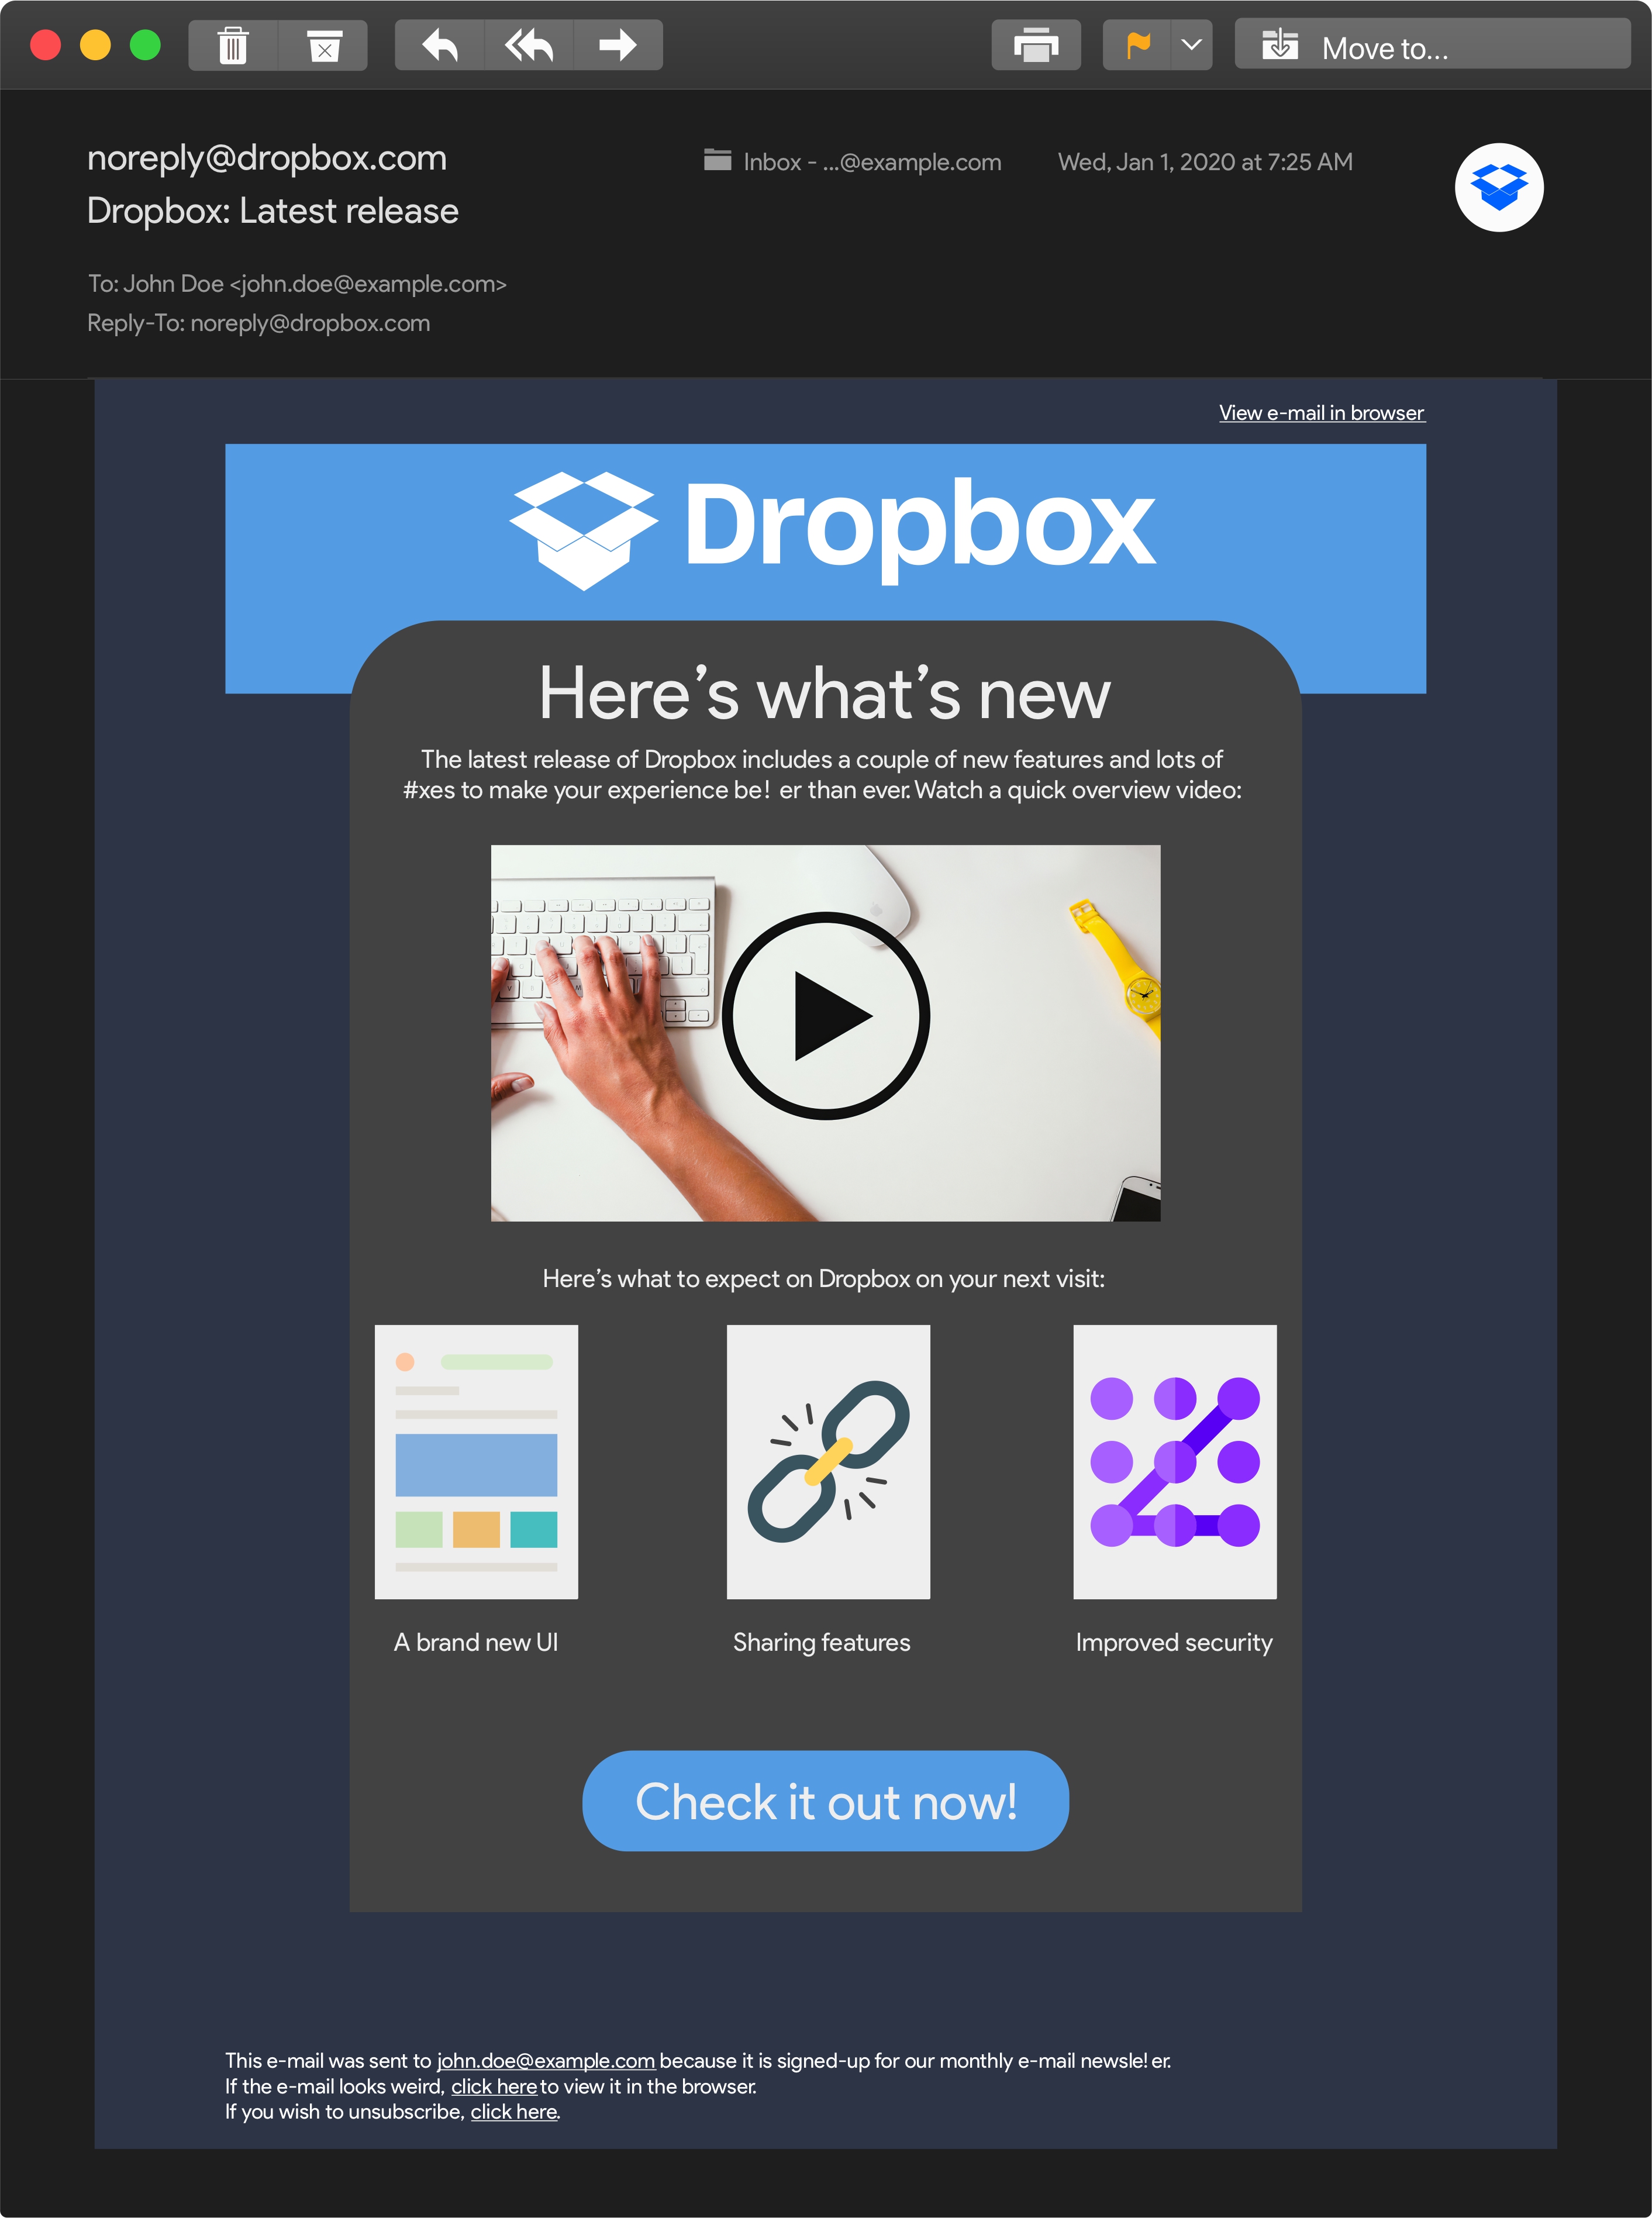 Move to...
noreply@dropbox.com
Inbox - ...@example.com
Wed, Jan 1, 2020 at 7:25 AM
Dropbox: Latest release
To: John Doe <john.doe@example.com>
Reply-To: noreply@dropbox.com
View e-mail in browser
Dropbox
Here’s what’s new
The latest release of Dropbox includes a couple of new features and lots of
#xes to make your experience be! er than ever. Watch a quick overview video:
Here’s what to expect on Dropbox on your next visit:
A brand new UI
Sharing features
Improved security
Check it out now!
This e-mail was sent to john.doe@example.com because it is signed-up for our monthly e-mail newsle! er.
If the e-mail looks weird, click here to view it in the browser.
If you wish to unsubscribe, click here.